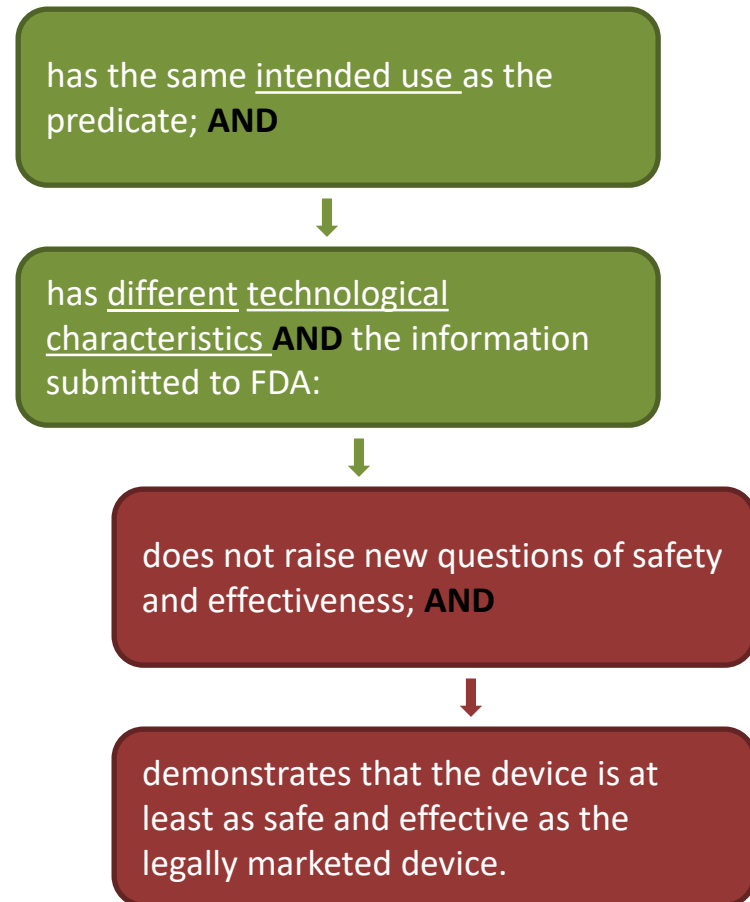 has the same intended use as the
predicate; AND
has different technological
characteristics AND the information
submitted to FDA:
does not raise new questions of safety
and effectiveness; AND
demonstrates that the device is at
least as safe and effective as the
legally marketed device.